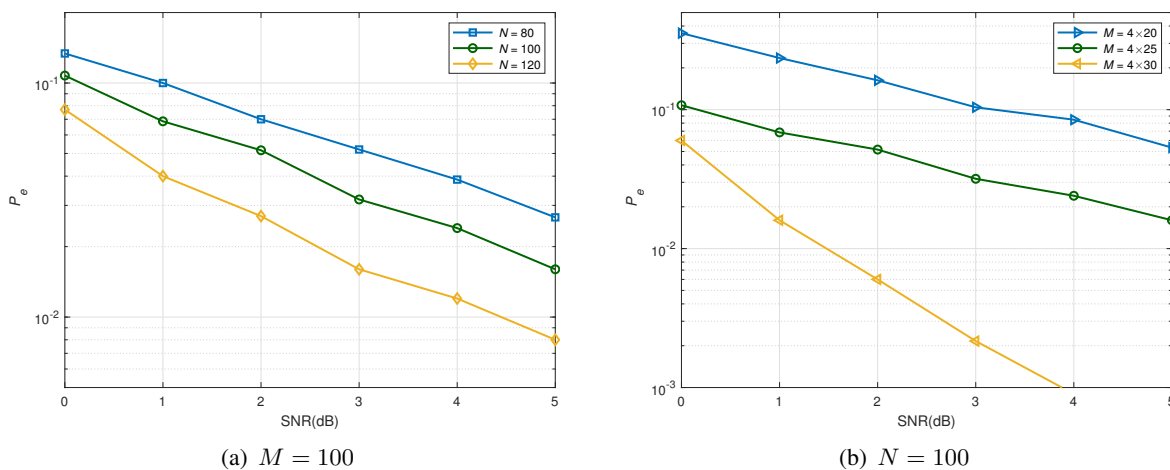 N = 80
N = 100
N = 120
10⁻¹
10⁻²
P_e
0 1 2 3 4 5
SNR(dB)
(a) M = 100
M = 4×20
M = 4×25
M = 4×30
10⁻¹
10⁻²
10⁻³
P_e
0 1 2 3 4 5
SNR(dB)
(b) N = 100